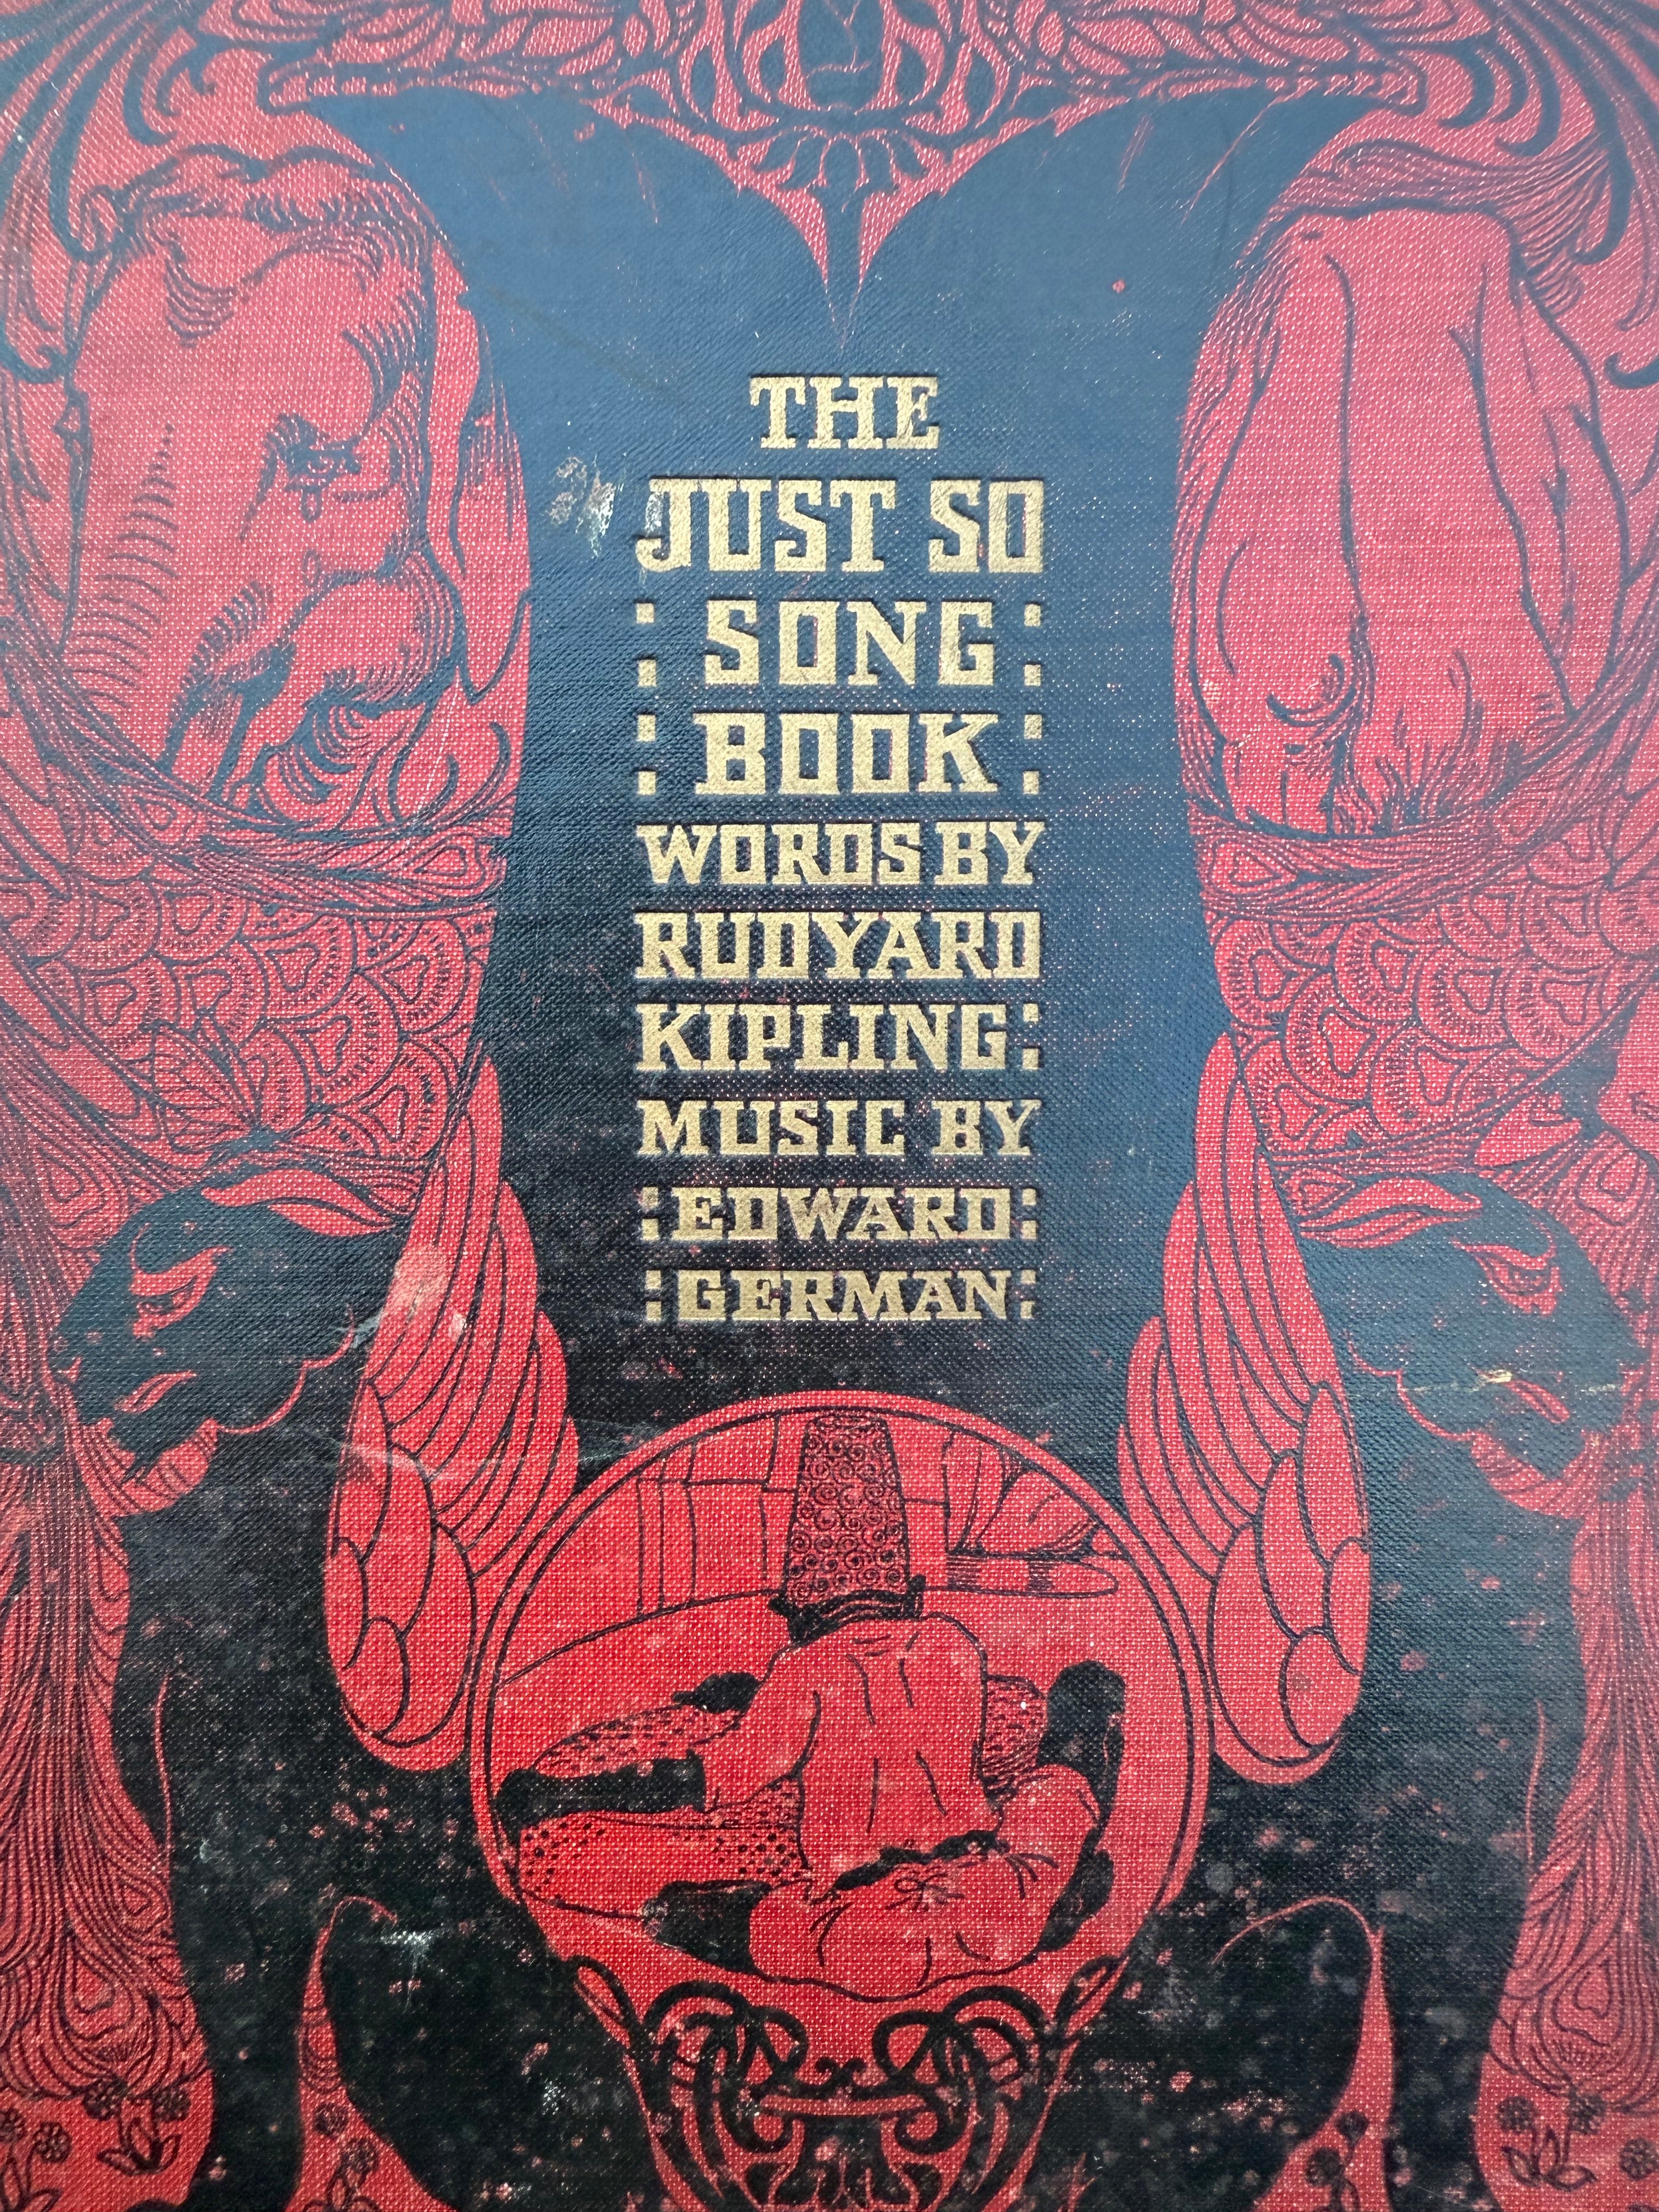 THE
JUST SO
: SONG :
: BOOK :
WORDS BY
RUDYARD
KIPLING:
MUSIC BY
:EDWARD:
:GERMAN: